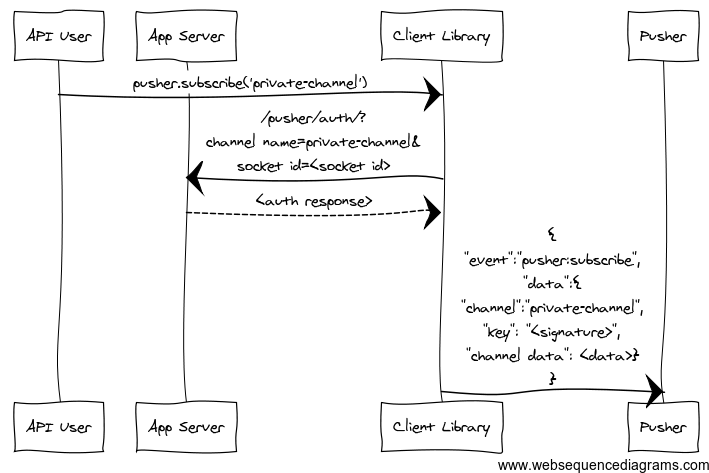 API User
App Server
Client Library
Pusher
pusher.subscribe('private-channel')
/pusher/auth/?
channel name=private-channel&
socket id=<socket id>
<auth response>
{
"event":"pusher:subscribe",
"data":{
"channel":"private-channel",
"key": "<signature>",
"channel data": <data>}
}
API User
App Server
Client Library
Pusher
www.websequencediagrams.com